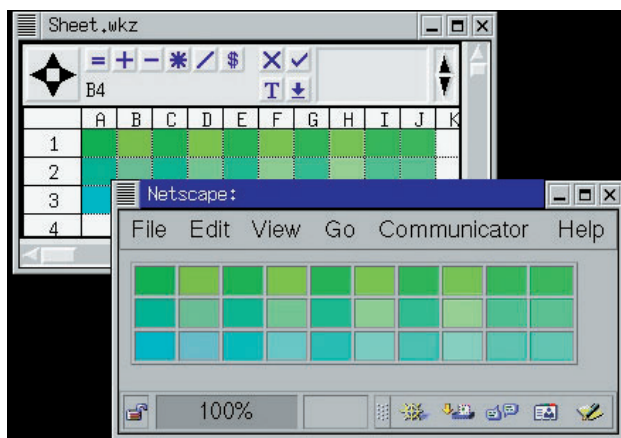 Sheet.wkz
= + - * / $
B4
T
A B C D E F G H I J K
1
2
3
4
Netscape:
File Edit View Go Communicator Help
100%